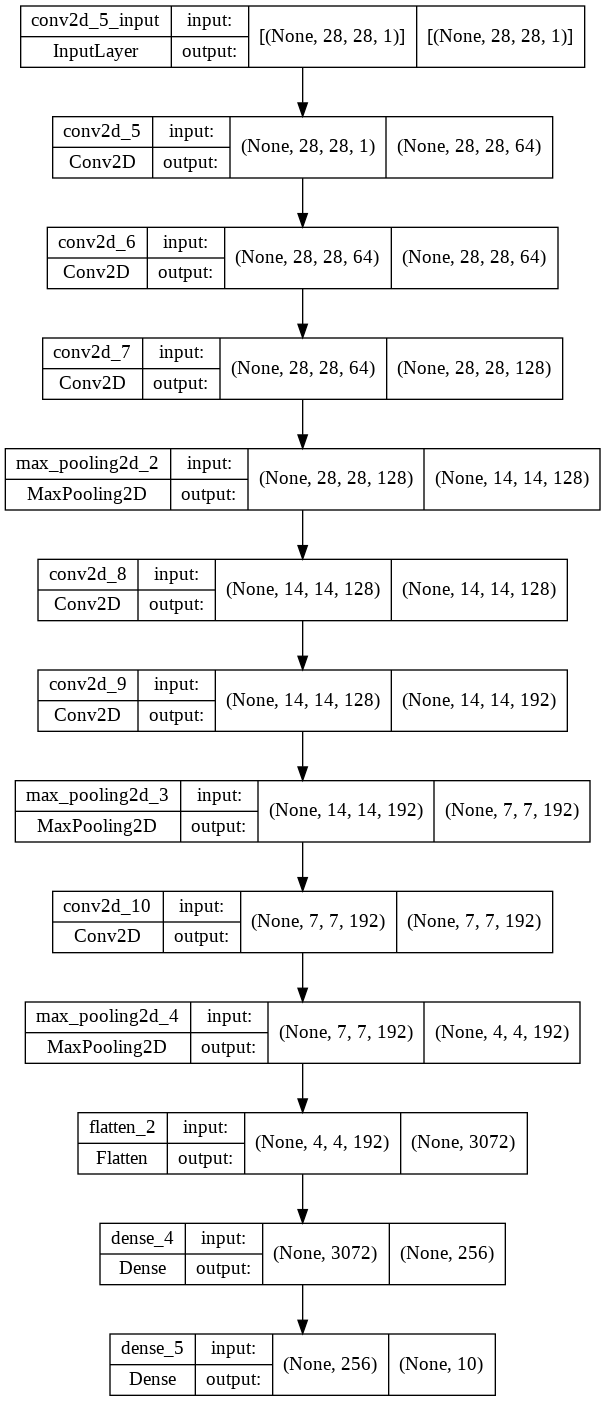 conv2d_5_input input: [(None, 28, 28, 1)] [(None, 28, 28, 1)]
InputLayer output:
conv2d_5 input: (None, 28, 28, 1) (None, 28, 28, 64)
Conv2D output:
conv2d_6 input: (None, 28, 28, 64) (None, 28, 28, 64)
Conv2D output:
conv2d_7 input: (None, 28, 28, 64) (None, 28, 28, 128)
Conv2D output:
max_pooling2d_2 input: (None, 28, 28, 128) (None, 14, 14, 128)
MaxPooling2D output:
conv2d_8 input: (None, 14, 14, 128) (None, 14, 14, 128)
Conv2D output:
conv2d_9 input: (None, 14, 14, 128) (None, 14, 14, 192)
Conv2D output:
max_pooling2d_3 input: (None, 14, 14, 192) (None, 7, 7, 192)
MaxPooling2D output:
conv2d_10 input: (None, 7, 7, 192) (None, 7, 7, 192)
Conv2D output:
max_pooling2d_4 input: (None, 7, 7, 192) (None, 4, 4, 192)
MaxPooling2D output:
flatten_2 input: (None, 4, 4, 192) (None, 3072)
Flatten output:
dense_4 input: (None, 3072) (None, 256)
Dense output:
dense_5 input: (None, 256) (None, 10)
Dense output: